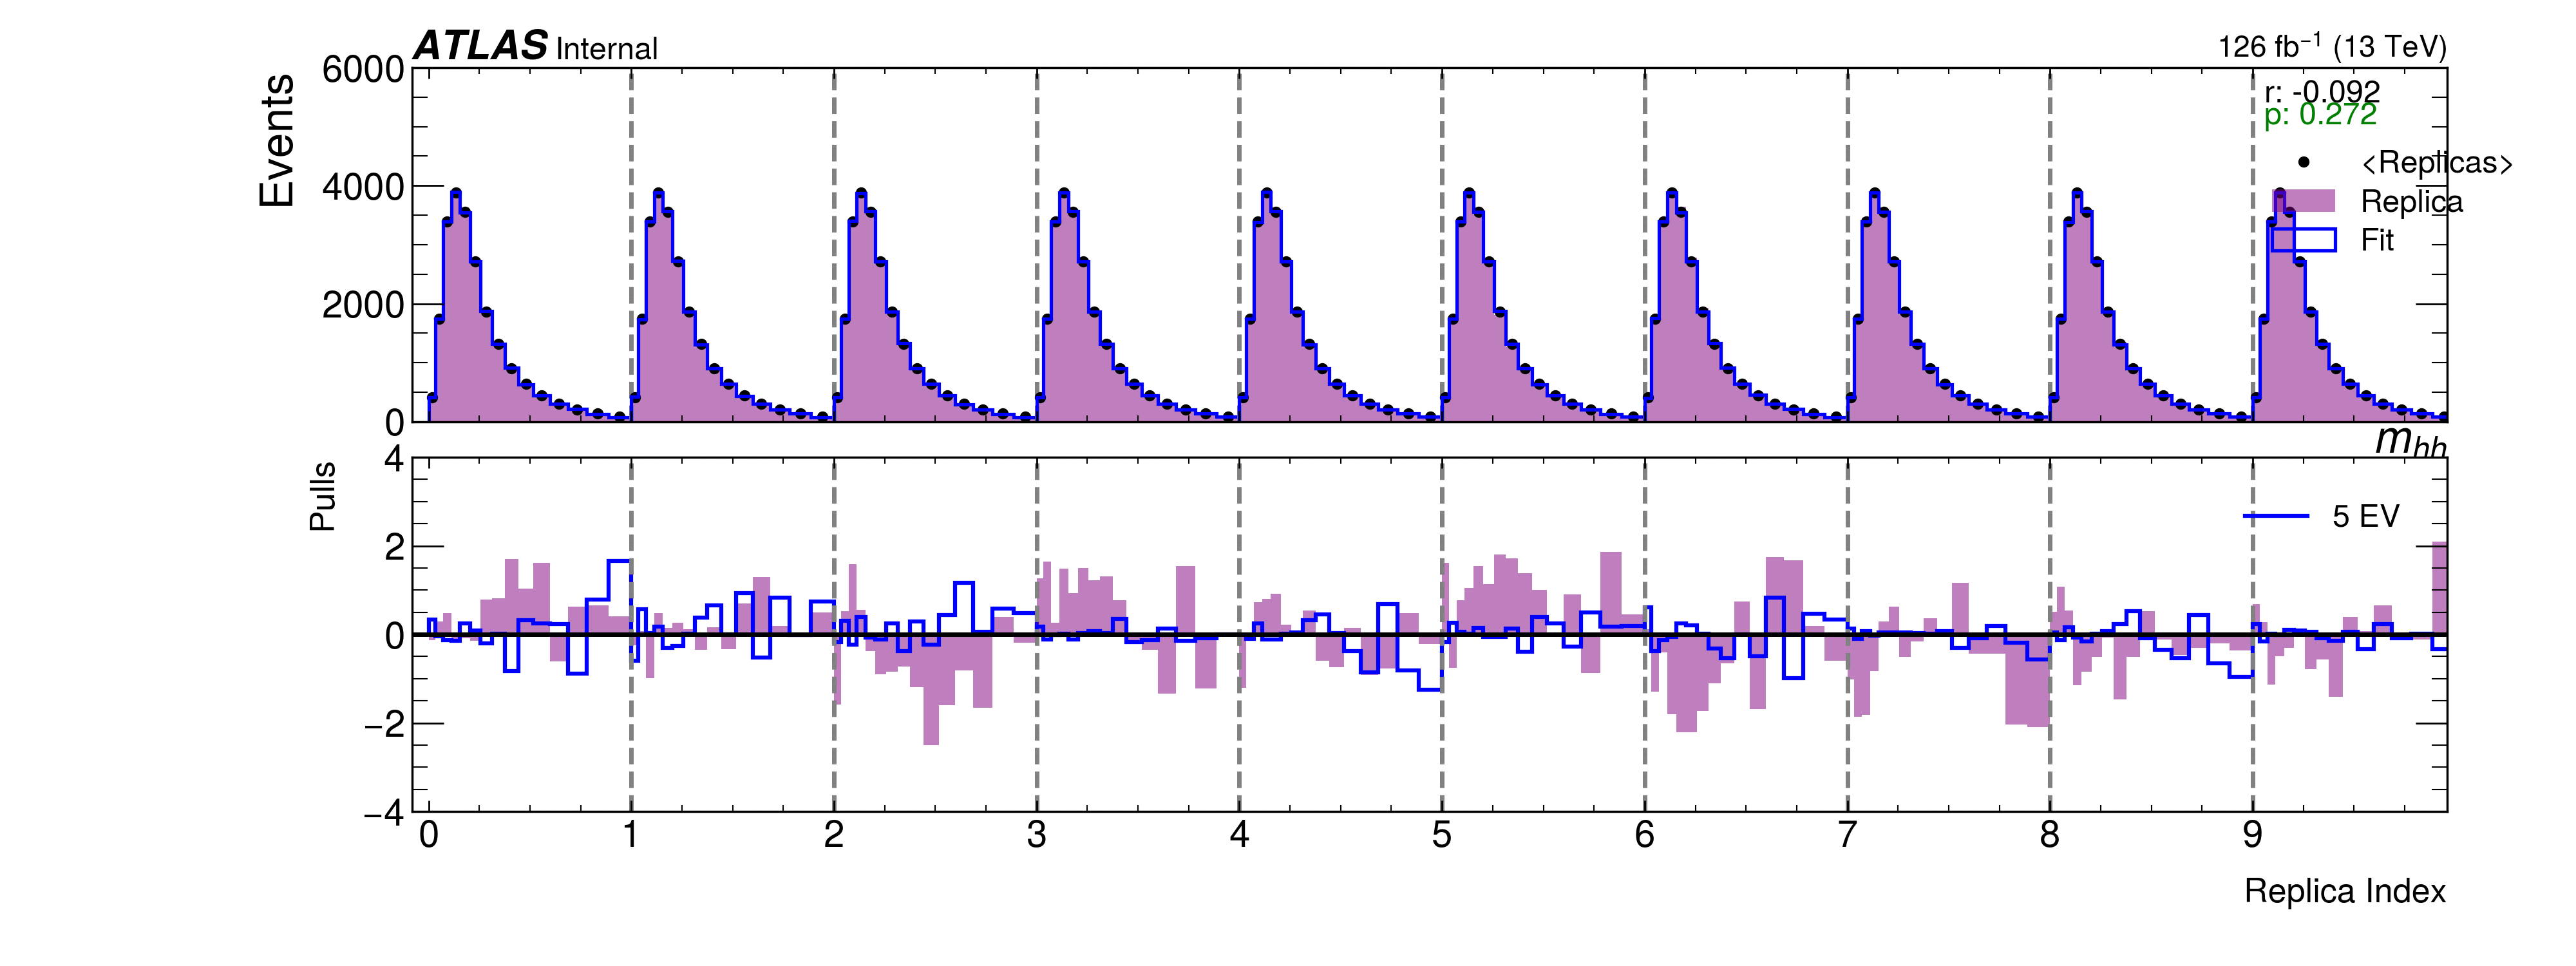 ATLAS Internal
126 fb⁻¹ (13 TeV)
Events
6000
4000
2000
0
r: -0.092
p: 0.272
<Replicas>
Replica
Fit
m_hh
Pulls
4
2
0
−2
−4
5 EV
0 1 2 3 4 5 6 7 8 9
Replica Index